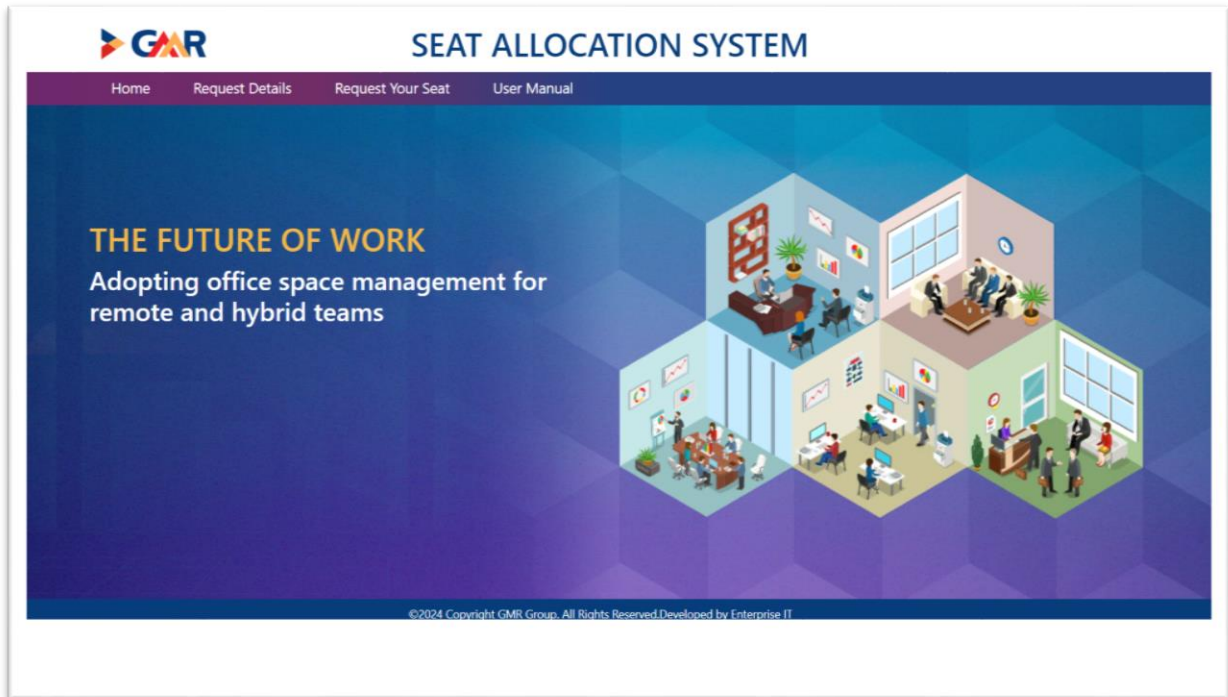 GMR
SEAT ALLOCATION SYSTEM
Home Request Details Request Your Seat User Manual
THE FUTURE OF WORK
Adopting office space management for
remote and hybrid teams
©2024 Copyright GMR Group. All Rights Reserved.Developed by Enterprise IT